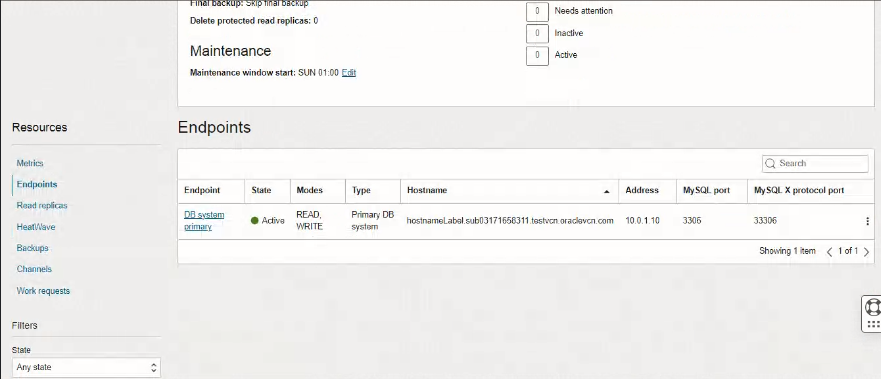 Final backup: Skip final backup
Delete protected read replicas: 0
Maintenance
Maintenance window start: SUN 01:00 Edit
0 Needs attention
0 Inactive
0 Active
Resources
Metrics
Endpoints
Read replicas
HeatWave
Backups
Channels
Work requests
Filters
State
Any state
Endpoints
Search
Endpoint State Modes Type Hostname Address MySQL port MySQL X protocol port
DB system primary Active READ, WRITE Primary DB system hostnameLabel.sub03171658311.testvcn.oraclevcn.com 10.0.1.10 3306 33306
Showing 1 item 1 of 1